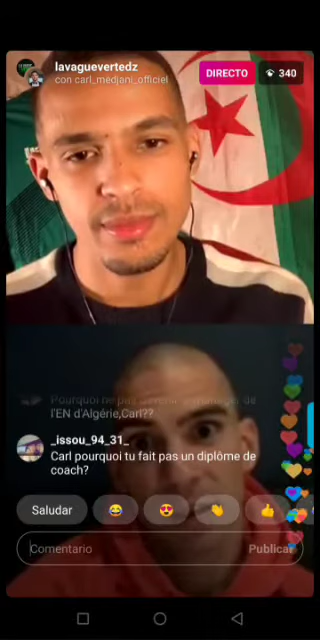 lavaguevertedz
con carl_medjani_officiel
DIRECTO
340
Pourquoi ne pas devenir manager de
l'EN d'Algérie,Carl??
_issou_94_31_
Carl pourquoi tu fait pas un diplôme de
coach?
Saludar
Comentario
Publicar